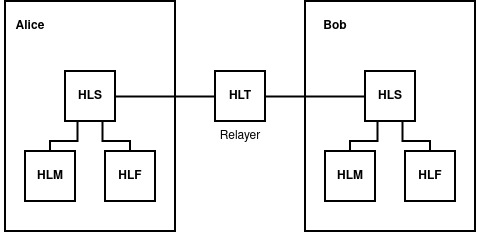 Alice
Bob
HLS
HLT
HLS
Relayer
HLM
HLF
HLM
HLF